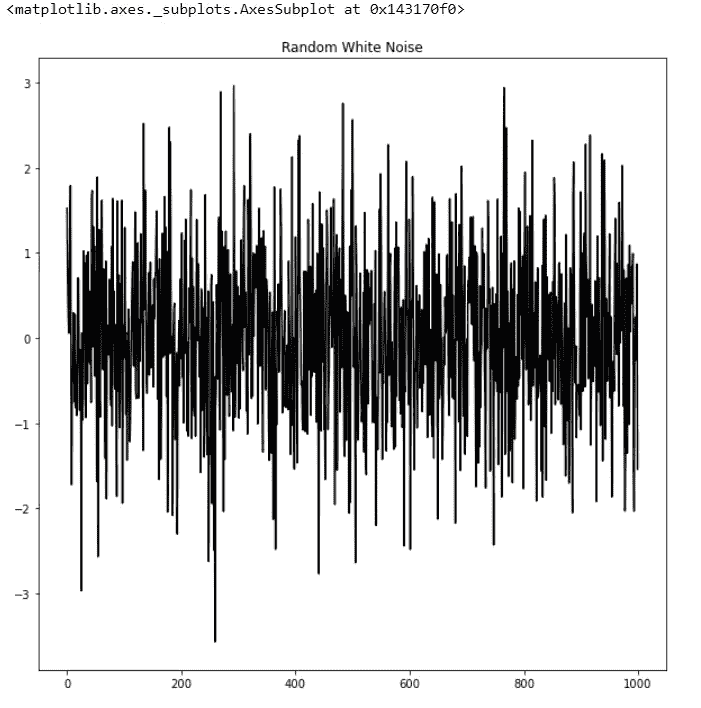 <matplotlib.axes._subplots.AxesSubplot at 0x143170f0>
Random White Noise
3
2
1
0
−1
−2
−3
0 200 400 600 800 1000